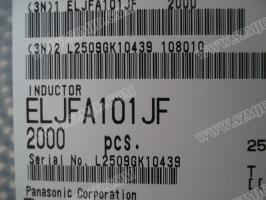 (3N)1 ELJFA101JF 2000
(3N)2 L2509GK10439 108010
INDUCTOR
ELJFA101JF
2000 pcs.
25
Serial No. L2509GK10439
Panasonic Corporation